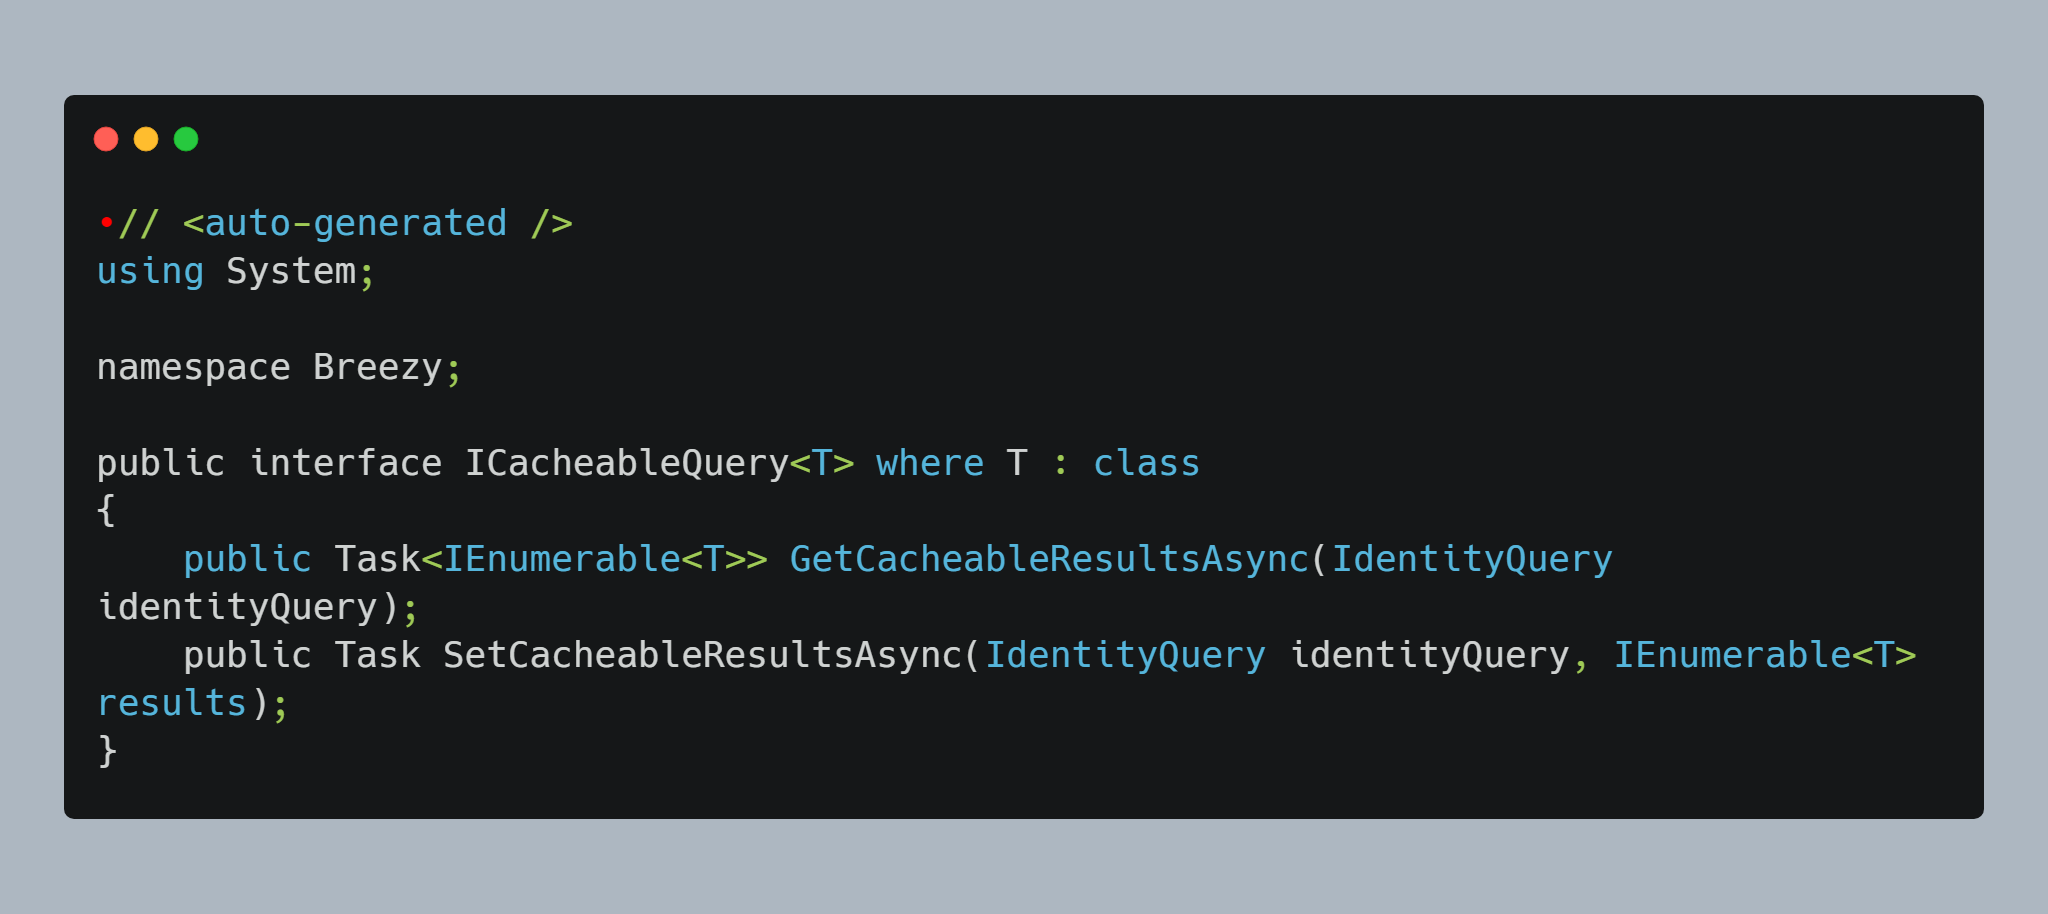 •// <auto-generated />
using System;

namespace Breezy;

public interface ICacheableQuery<T> where T : class
{
    public Task<IEnumerable<T>> GetCacheableResultsAsync(IdentityQuery
identityQuery);
    public Task SetCacheableResultsAsync(IdentityQuery identityQuery, IEnumerable<T>
results);
}